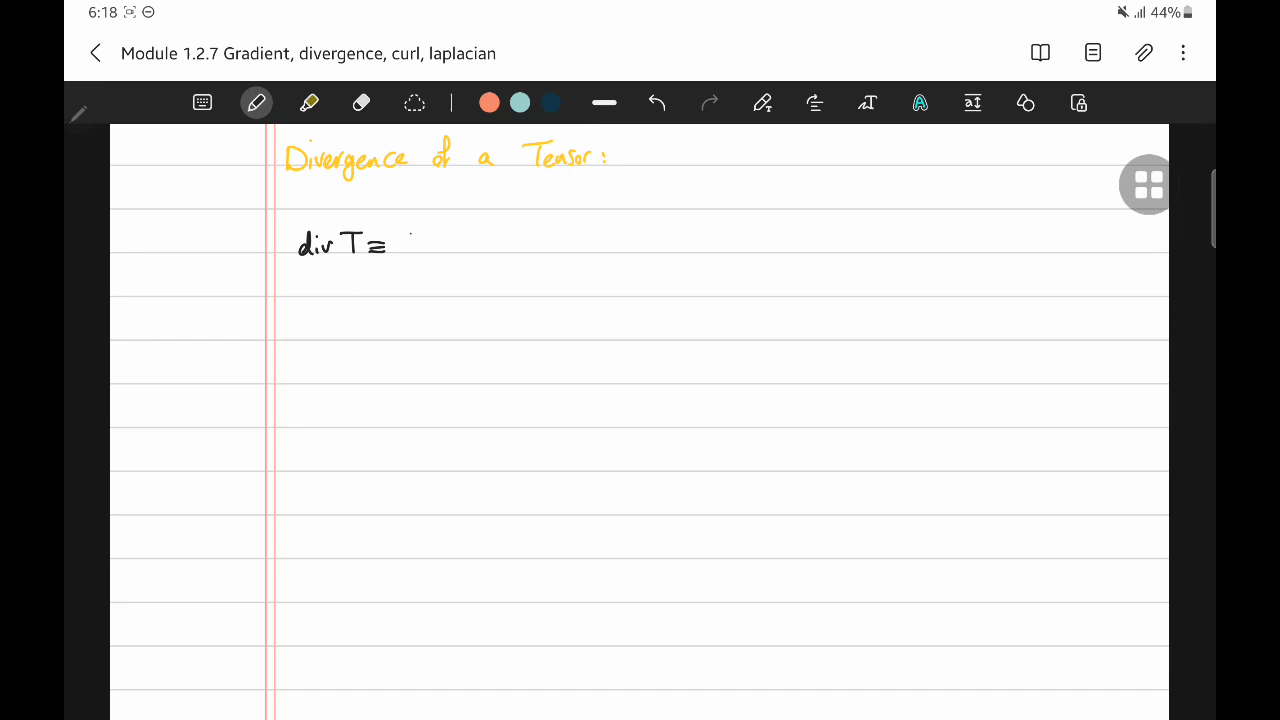 6:18 44%
Module 1.2.7 Gradient, divergence, curl, laplacian
Divergence of a Tensor:
div T ≡